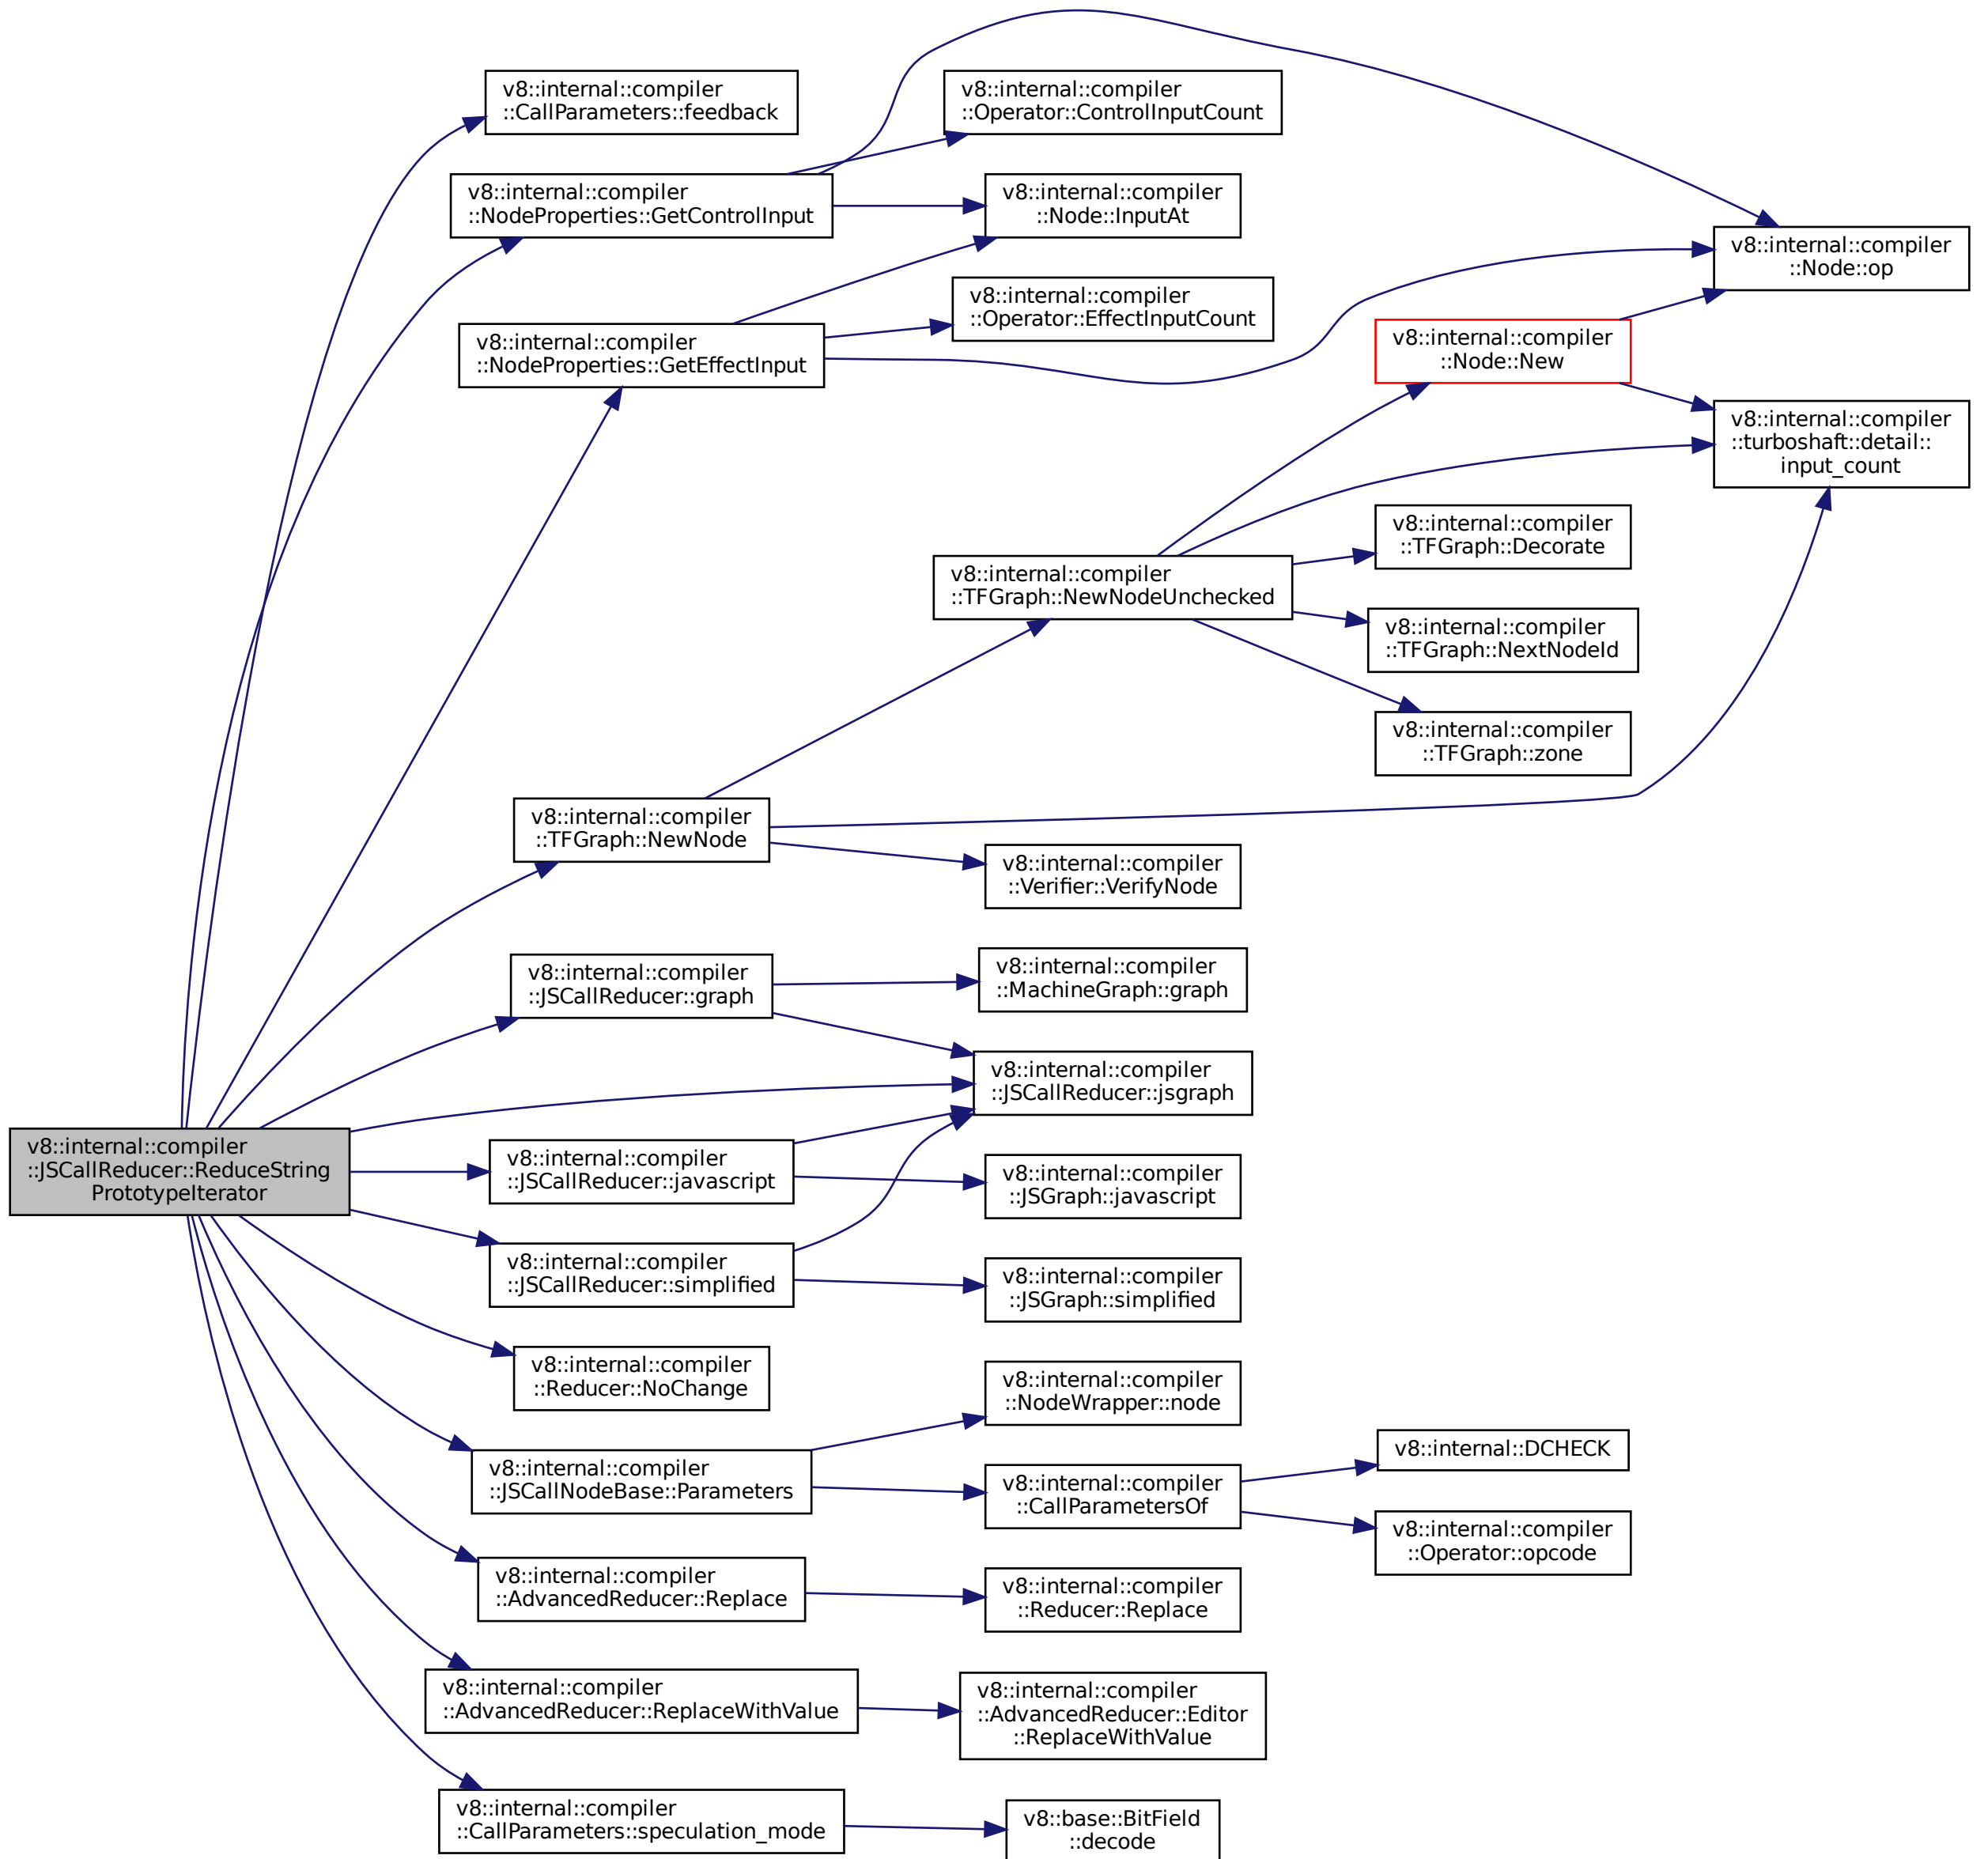 v8::internal::compiler
::CallParameters::feedback
v8::internal::compiler
::Operator::ControlInputCount
v8::internal::compiler
::NodeProperties::GetControlInput
v8::internal::compiler
::Node::InputAt
v8::internal::compiler
::Node::op
v8::internal::compiler
::Operator::EffectInputCount
v8::internal::compiler
::NodeProperties::GetEffectInput
v8::internal::compiler
::Node::New
v8::internal::compiler
::turboshaft::detail::
input_count
v8::internal::compiler
::TFGraph::Decorate
v8::internal::compiler
::TFGraph::NewNodeUnchecked
v8::internal::compiler
::TFGraph::NextNodeId
v8::internal::compiler
::TFGraph::zone
v8::internal::compiler
::TFGraph::NewNode
v8::internal::compiler
::Verifier::VerifyNode
v8::internal::compiler
::JSCallReducer::graph
v8::internal::compiler
::MachineGraph::graph
v8::internal::compiler
::JSCallReducer::jsgraph
v8::internal::compiler
::JSCallReducer::ReduceString
PrototypeIterator
v8::internal::compiler
::JSCallReducer::javascript
v8::internal::compiler
::JSGraph::javascript
v8::internal::compiler
::JSCallReducer::simplified
v8::internal::compiler
::JSGraph::simplified
v8::internal::compiler
::Reducer::NoChange
v8::internal::compiler
::NodeWrapper::node
v8::internal::compiler
::JSCallNodeBase::Parameters
v8::internal::compiler
::CallParametersOf
v8::internal::DCHECK
v8::internal::compiler
::Operator::opcode
v8::internal::compiler
::AdvancedReducer::Replace
v8::internal::compiler
::Reducer::Replace
v8::internal::compiler
::AdvancedReducer::ReplaceWithValue
v8::internal::compiler
::AdvancedReducer::Editor
::ReplaceWithValue
v8::internal::compiler
::CallParameters::speculation_mode
v8::base::BitField
::decode